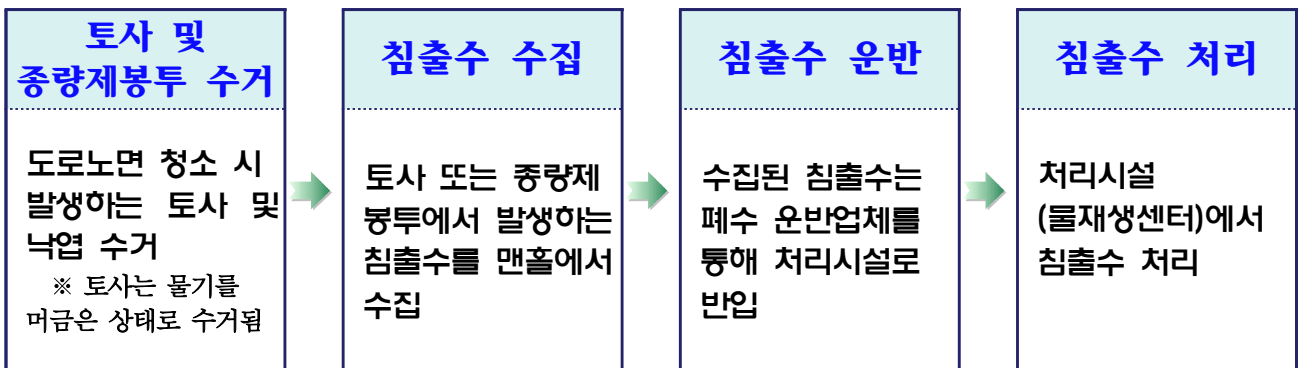 토사 및
종량제봉투 수거
도로노면 청소 시
발생하는 토사 및
낙엽 수거
※ 토사는 물기를
머금은 상태로 수거됨
침출수 수집
토사 또는 종량제
봉투에서 발생하는
침출수를 맨홀에서
수집
침출수 운반
수집된 침출수는
폐수 운반업체를
통해 처리시설로
반입
침출수 처리
처리시설
(물재생센터)에서
침출수 처리